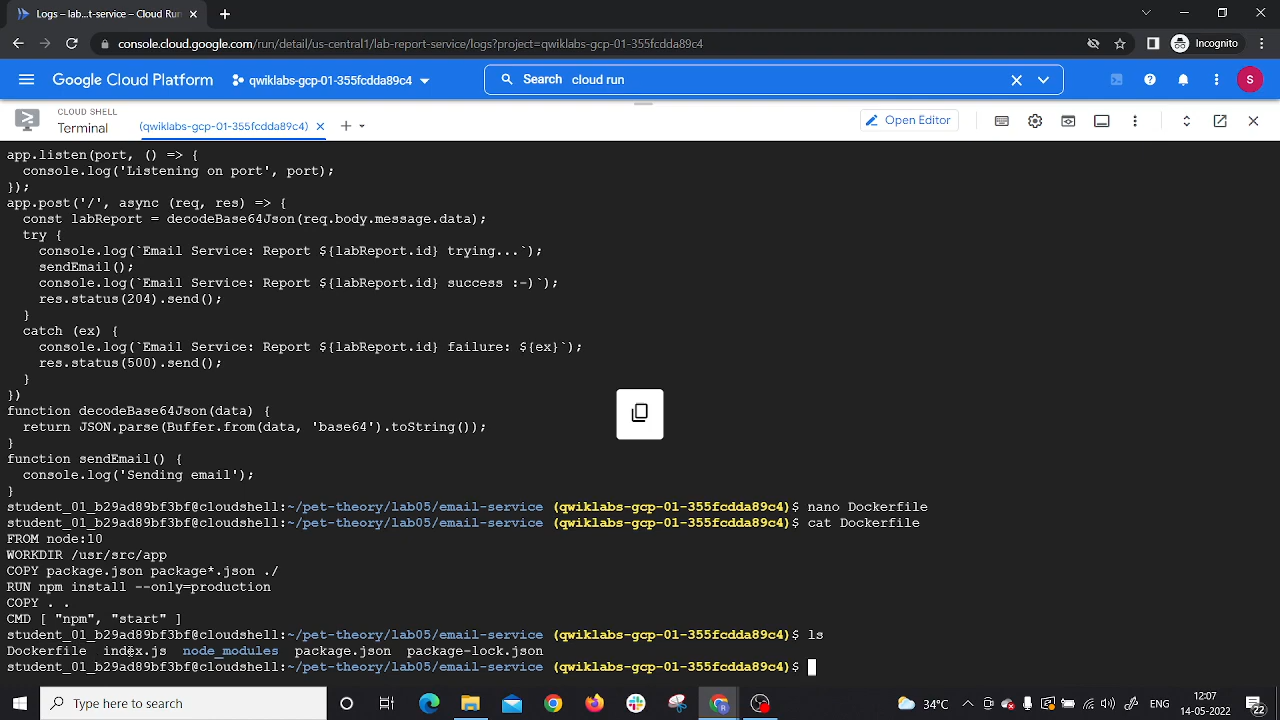 Logs – lab...t-service – Cloud Run
console.cloud.google.com/run/detail/us-central1/lab-report-service/logs?project=qwiklabs-gcp-01-355fcdda89c4
Incognito
Google Cloud Platform
qwiklabs-gcp-01-355fcdda89c4
Search cloud run
S
CLOUD SHELL
Terminal
(qwiklabs-gcp-01-355fcdda89c4)
Open Editor
app.listen(port, () => {
  console.log('Listening on port', port);
});
app.post('/', async (req, res) => {
  const labReport = decodeBase64Json(req.body.message.data);
  try {
    console.log(`Email Service: Report ${labReport.id} trying...`);
    sendEmail();
    console.log(`Email Service: Report ${labReport.id} success :-)`);
    res.status(204).send();
  }
  catch (ex) {
    console.log(`Email Service: Report ${labReport.id} failure: ${ex}`);
    res.status(500).send();
  }
})
function decodeBase64Json(data) {
  return JSON.parse(Buffer.from(data, 'base64').toString());
}
function sendEmail() {
  console.log('Sending email');
}
student_01_b29ad89bf3bf@cloudshell:~/pet-theory/lab05/email-service (qwiklabs-gcp-01-355fcdda89c4)$ nano Dockerfile
student_01_b29ad89bf3bf@cloudshell:~/pet-theory/lab05/email-service (qwiklabs-gcp-01-355fcdda89c4)$ cat Dockerfile
FROM node:10
WORKDIR /usr/src/app
COPY package.json package*.json ./
RUN npm install --only=production
COPY . .
CMD [ "npm", "start" ]
student_01_b29ad89bf3bf@cloudshell:~/pet-theory/lab05/email-service (qwiklabs-gcp-01-355fcdda89c4)$ ls
Dockerfile index.js node_modules package.json package-lock.json
student_01_b29ad89bf3bf@cloudshell:~/pet-theory/lab05/email-service (qwiklabs-gcp-01-355fcdda89c4)$
Type here to search
34°C
ENG
12:07
14-05-2022
22